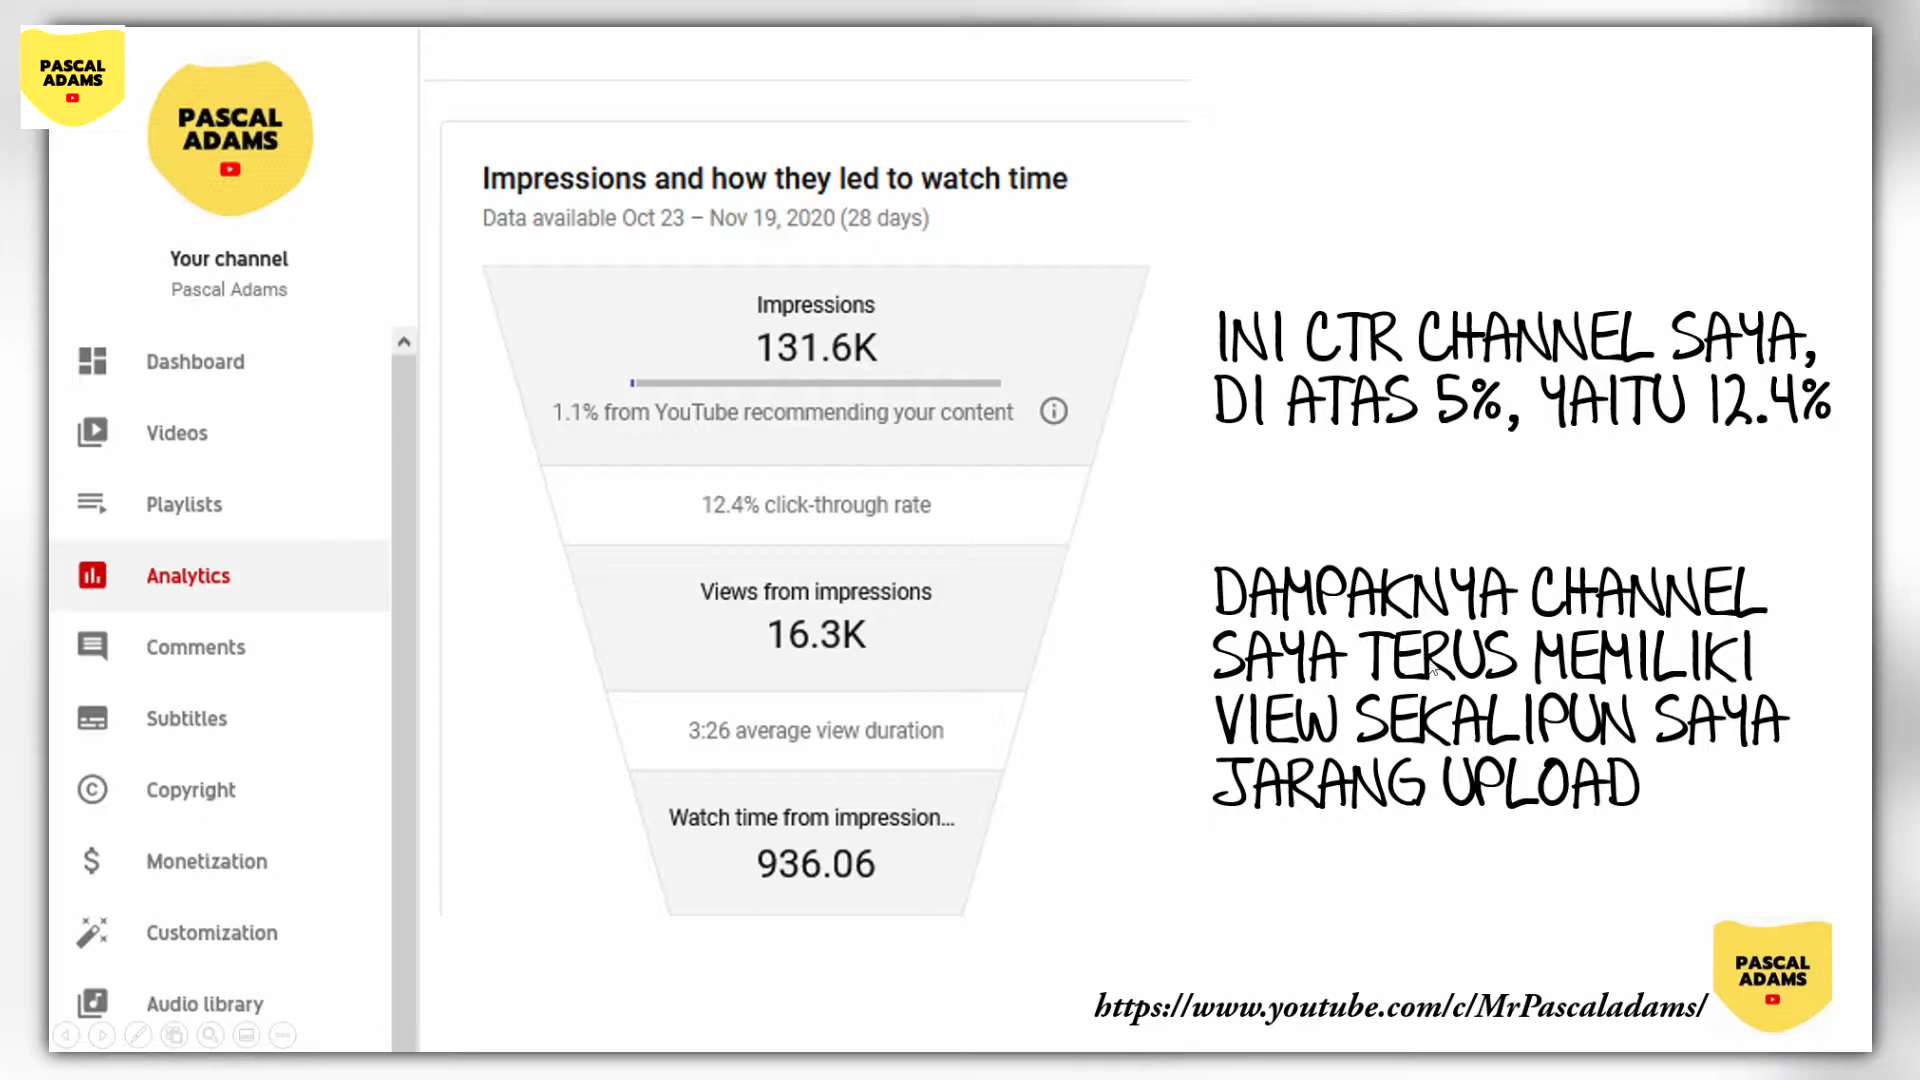 PASCAL
ADAMS
PASCAL
ADAMS
Your channel
Pascal Adams
Dashboard
Videos
Playlists
Analytics
Comments
Subtitles
Copyright
Monetization
Customization
Audio library
Impressions and how they led to watch time
Data available Oct 23 – Nov 19, 2020 (28 days)
Impressions
131.6K
1.1% from YouTube recommending your content
12.4% click-through rate
Views from impressions
16.3K
3:26 average view duration
Watch time from impression...
936.06
INI CTR CHANNEL SAYA,
DI ATAS 5%, YAITU 12.4%
DAMPAKNYA CHANNEL
SAYA TERUS MEMILIKI
VIEW SEKALIPUN SAYA
JARANG UPLOAD
https://www.youtube.com/c/MrPascaladams/
PASCAL
ADAMS